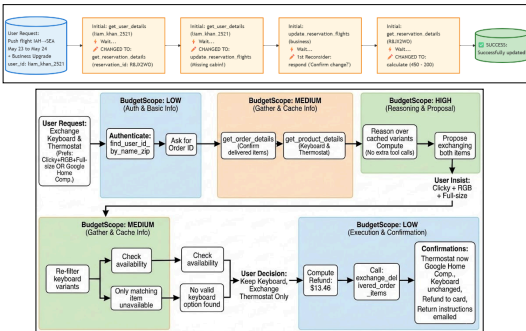 User Request:
Push flight IAH→SEA
May 23 to May 24
+ Business Upgrade
user_id: liam_khan_2521
Initial: get_user_details
(liam_khan_2521)
Wait...
CHANGED TO:
get_reservation_details
(reservation_id: R8JX2WO)
Initial: get_user_details
(liam_khan_2521)
Wait...
CHANGED TO:
update_reservation_flights
(Missing cabin!)
Initial:
update_reservation_flights
(business)
Wait...
1st Reconsider:
respond (Confirm change?)
Initial: get_reservation_details
(R8JX2WO)
Wait...
CHANGED TO:
calculate (450 - 200)
SUCCESS:
Successfully updated!
User Request:
Exchange
Keyboard &
Thermostat
(Prefs:
Clicky+RGB+Full-
size OR Google
Home
Comp.)
BudgetScope: LOW
(Auth & Basic Info)
Authenticate:
find_user_id_
by_name_zip
Ask for
Order ID
BudgetScope: MEDIUM
(Gather & Cache Info)
get_order_details
(Confirm
delivered items)
get_product_details
(Keyboard &
Thermostat)
BudgetScope: HIGH
(Reasoning & Proposal)
Reason over
cached variants
Compute
(No extra tool calls)
Propose
exchanging
both items
User Insist:
Clicky + RGB
+ Full-size
BudgetScope: MEDIUM
(Gather & Cache Info)
Re-filter
keyboard
variants
Check
availability
Only matching
item
unavailable
Check
availability
No valid
keyboard
option found
User Decision:
Keep Keyboard,
Exchange
Thermostat Only
BudgetScope: LOW
(Execution & Confirmation)
Compute
Refund:
$13.46
Call:
exchange_del
ivered_order
_items
Confirmations:
Thermostat now
Google Home
Comp.,
Keyboard
unchanged,
Refund to card,
Return instructions
emailed